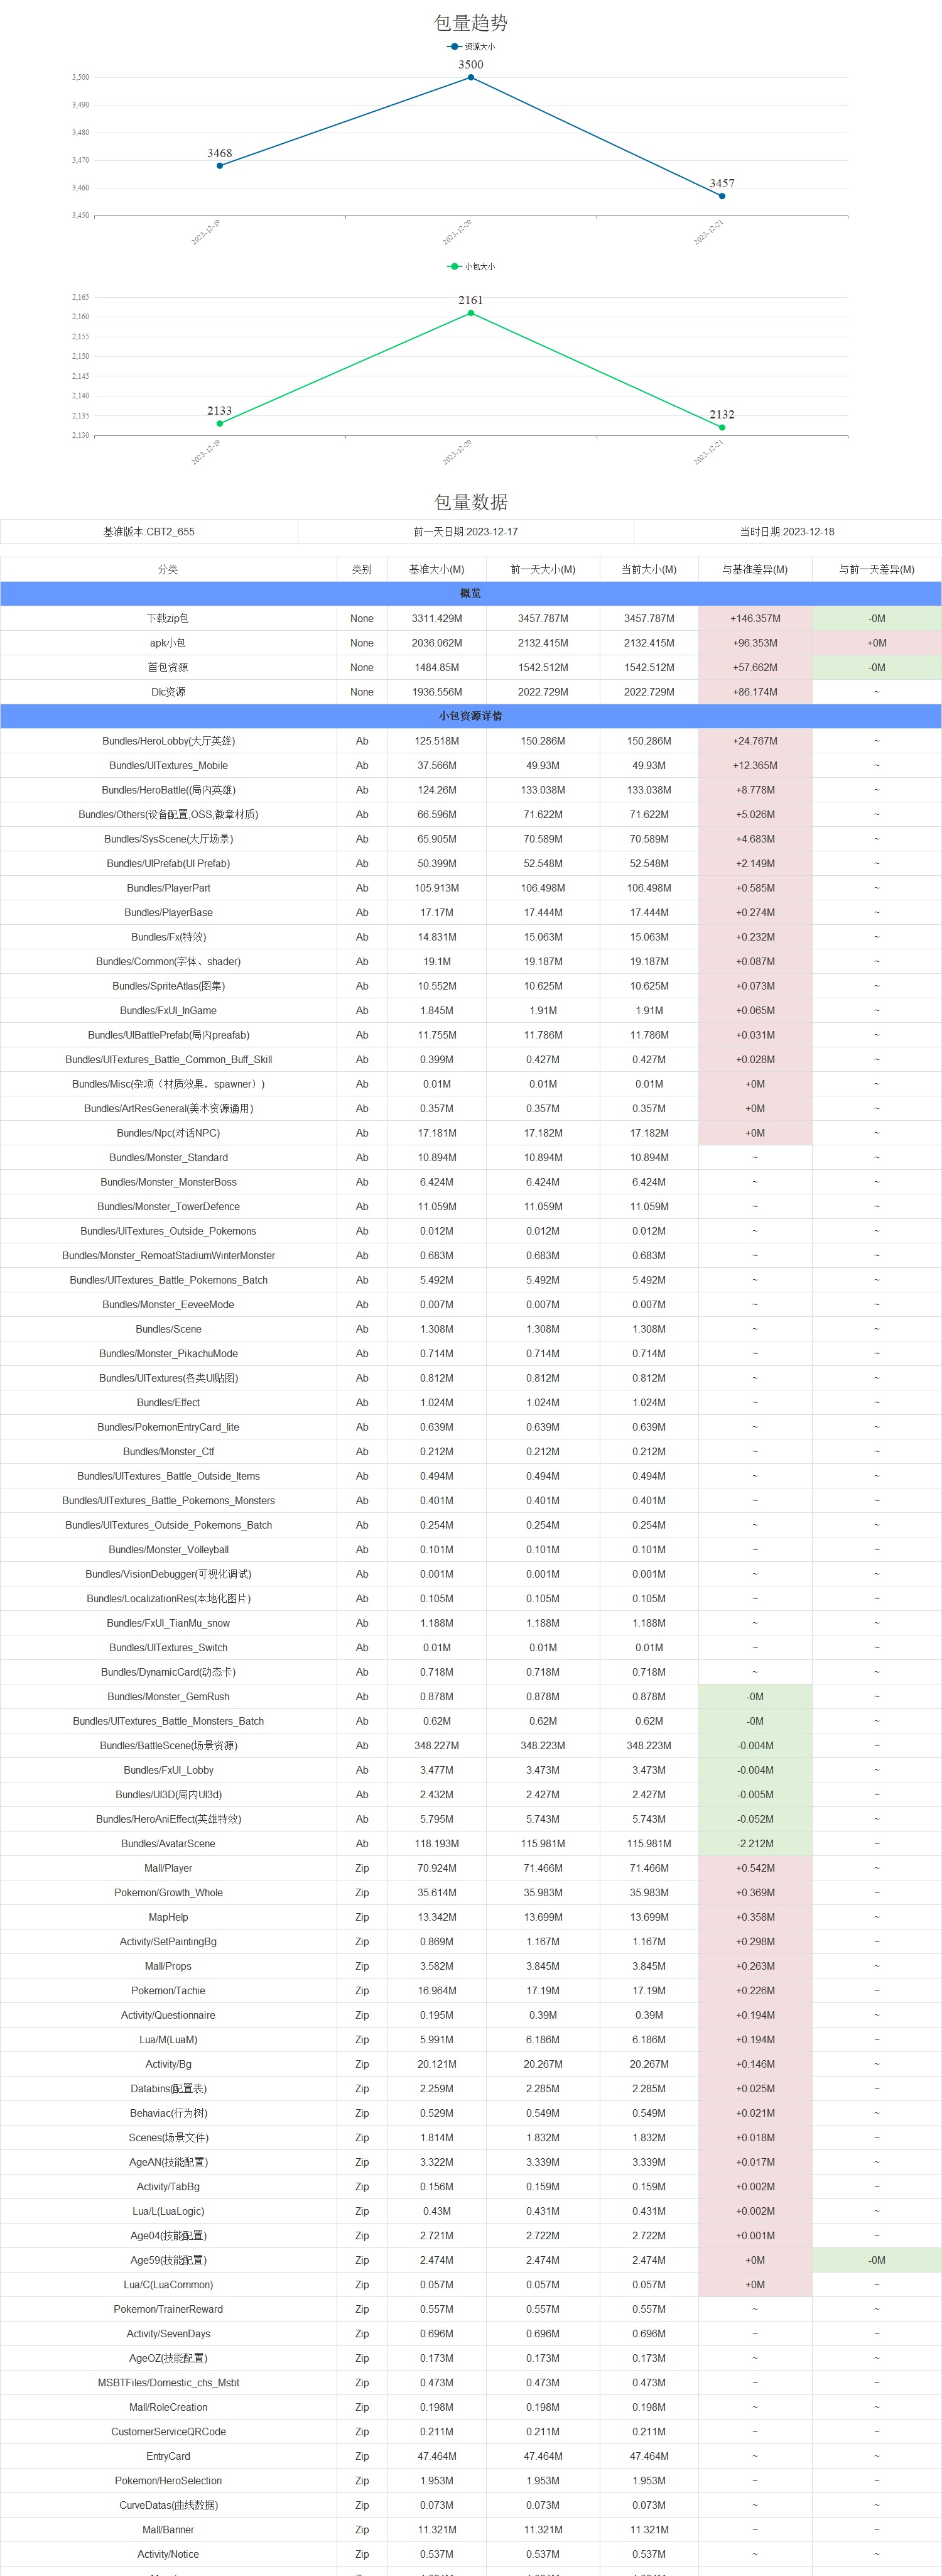 包量趋势
资源大小
3500
3,500
3,490
3,480
3468
3,470
3457
3,460
3,450
2023-12-19 2023-12-20 2023-12-21
小包大小
2,165
2161
2,160
2,155
2,150
2,145
2,140
2133 2132
2,135
2,130
2023-12-19 2023-12-20 2023-12-21
包量数据
基准版本:CBT2_655 前一天日期:2023-12-17 当时日期:2023-12-18
分类 类别 基准大小(M) 前一天大小(M) 当前大小(M) 与基准差异(M) 与前一天差异(M)
概览
下载zip包 None 3311.429M 3457.787M 3457.787M +146.357M -0M
apk小包 None 2036.062M 2132.415M 2132.415M +96.353M +0M
首包资源 None 1484.85M 1542.512M 1542.512M +57.662M -0M
Dlc资源 None 1936.556M 2022.729M 2022.729M +86.174M ~
小包资源详情
Bundles/HeroLobby(大厅英雄) Ab 125.518M 150.286M 150.286M +24.767M ~
Bundles/UITextures_Mobile Ab 37.566M 49.93M 49.93M +12.365M ~
Bundles/HeroBattle((局内英雄) Ab 124.26M 133.038M 133.038M +8.778M ~
Bundles/Others(设备配置,OSS,徽章材质) Ab 66.596M 71.622M 71.622M +5.026M ~
Bundles/SysScene(大厅场景) Ab 65.905M 70.589M 70.589M +4.683M ~
Bundles/UIPrefab(UI Prefab) Ab 50.399M 52.548M 52.548M +2.149M ~
Bundles/PlayerPart Ab 105.913M 106.498M 106.498M +0.585M ~
Bundles/PlayerBase Ab 17.17M 17.444M 17.444M +0.274M ~
Bundles/Fx(特效) Ab 14.831M 15.063M 15.063M +0.232M ~
Bundles/Common(字体、shader) Ab 19.1M 19.187M 19.187M +0.087M ~
Bundles/SpriteAtlas(图集) Ab 10.552M 10.625M 10.625M +0.073M ~
Bundles/FxUI_InGame Ab 1.845M 1.91M 1.91M +0.065M ~
Bundles/UIBattlePrefab(局内preafab) Ab 11.755M 11.786M 11.786M +0.031M ~
Bundles/UITextures_Battle_Common_Buff_Skill Ab 0.399M 0.427M 0.427M +0.028M ~
Bundles/Misc(杂项（材质效果，spawner）) Ab 0.01M 0.01M 0.01M +0M ~
Bundles/ArtResGeneral(美术资源通用) Ab 0.357M 0.357M 0.357M +0M ~
Bundles/Npc(对话NPC) Ab 17.181M 17.182M 17.182M +0M ~
Bundles/Monster_Standard Ab 10.894M 10.894M 10.894M ~ ~
Bundles/Monster_MonsterBoss Ab 6.424M 6.424M 6.424M ~ ~
Bundles/Monster_TowerDefence Ab 11.059M 11.059M 11.059M ~ ~
Bundles/UITextures_Outside_Pokemons Ab 0.012M 0.012M 0.012M ~ ~
Bundles/Monster_RemoatStadiumWinterMonster Ab 0.683M 0.683M 0.683M ~ ~
Bundles/UITextures_Battle_Pokemons_Batch Ab 5.492M 5.492M 5.492M ~ ~
Bundles/Monster_EeveeMode Ab 0.007M 0.007M 0.007M ~ ~
Bundles/Scene Ab 1.308M 1.308M 1.308M ~ ~
Bundles/Monster_PikachuMode Ab 0.714M 0.714M 0.714M ~ ~
Bundles/UITextures(各类UI贴图) Ab 0.812M 0.812M 0.812M ~ ~
Bundles/Effect Ab 1.024M 1.024M 1.024M ~ ~
Bundles/PokemonEntryCard_lite Ab 0.639M 0.639M 0.639M ~ ~
Bundles/Monster_Ctf Ab 0.212M 0.212M 0.212M ~ ~
Bundles/UITextures_Battle_Outside_Items Ab 0.494M 0.494M 0.494M ~ ~
Bundles/UITextures_Battle_Pokemons_Monsters Ab 0.401M 0.401M 0.401M ~ ~
Bundles/UITextures_Outside_Pokemons_Batch Ab 0.254M 0.254M 0.254M ~ ~
Bundles/Monster_Volleyball Ab 0.101M 0.101M 0.101M ~ ~
Bundles/VisionDebugger(可视化调试) Ab 0.001M 0.001M 0.001M ~ ~
Bundles/LocalizationRes(本地化图片) Ab 0.105M 0.105M 0.105M ~ ~
Bundles/FxUI_TianMu_snow Ab 1.188M 1.188M 1.188M ~ ~
Bundles/UITextures_Switch Ab 0.01M 0.01M 0.01M ~ ~
Bundles/DynamicCard(动态卡) Ab 0.718M 0.718M 0.718M ~ ~
Bundles/Monster_GemRush Ab 0.878M 0.878M 0.878M -0M ~
Bundles/UITextures_Battle_Monsters_Batch Ab 0.62M 0.62M 0.62M -0M ~
Bundles/BattleScene(场景资源) Ab 348.227M 348.223M 348.223M -0.004M ~
Bundles/FxUI_Lobby Ab 3.477M 3.473M 3.473M -0.004M ~
Bundles/UI3D(局内UI3d) Ab 2.432M 2.427M 2.427M -0.005M ~
Bundles/HeroAniEffect(英雄特效) Ab 5.795M 5.743M 5.743M -0.052M ~
Bundles/AvatarScene Ab 118.193M 115.981M 115.981M -2.212M ~
Mall/Player Zip 70.924M 71.466M 71.466M +0.542M ~
Pokemon/Growth_Whole Zip 35.614M 35.983M 35.983M +0.369M ~
MapHelp Zip 13.342M 13.699M 13.699M +0.358M ~
Activity/SetPaintingBg Zip 0.869M 1.167M 1.167M +0.298M ~
Mall/Props Zip 3.582M 3.845M 3.845M +0.263M ~
Pokemon/Tachie Zip 16.964M 17.19M 17.19M +0.226M ~
Activity/Questionnaire Zip 0.195M 0.39M 0.39M +0.194M ~
Lua/M(LuaM) Zip 5.991M 6.186M 6.186M +0.194M ~
Activity/Bg Zip 20.121M 20.267M 20.267M +0.146M ~
Databins(配置表) Zip 2.259M 2.285M 2.285M +0.025M ~
Behaviac(行为树) Zip 0.529M 0.549M 0.549M +0.021M ~
Scenes(场景文件) Zip 1.814M 1.832M 1.832M +0.018M ~
AgeAN(技能配置) Zip 3.322M 3.339M 3.339M +0.017M ~
Activity/TabBg Zip 0.156M 0.159M 0.159M +0.002M ~
Lua/L(LuaLogic) Zip 0.43M 0.431M 0.431M +0.002M ~
Age04(技能配置) Zip 2.721M 2.722M 2.722M +0.001M ~
Age59(技能配置) Zip 2.474M 2.474M 2.474M +0M -0M
Lua/C(LuaCommon) Zip 0.057M 0.057M 0.057M +0M ~
Pokemon/TrainerReward Zip 0.557M 0.557M 0.557M ~ ~
Activity/SevenDays Zip 0.696M 0.696M 0.696M ~ ~
AgeOZ(技能配置) Zip 0.173M 0.173M 0.173M ~ ~
MSBTFiles/Domestic_chs_Msbt Zip 0.473M 0.473M 0.473M ~ ~
Mall/RoleCreation Zip 0.198M 0.198M 0.198M ~ ~
CustomerServiceQRCode Zip 0.211M 0.211M 0.211M ~ ~
EntryCard Zip 47.464M 47.464M 47.464M ~ ~
Pokemon/HeroSelection Zip 1.953M 1.953M 1.953M ~ ~
CurveDatas(曲线数据) Zip 0.073M 0.073M 0.073M ~ ~
Mall/Banner Zip 11.321M 11.321M 11.321M ~ ~
Activity/Notice Zip 0.537M 0.537M 0.537M ~ ~